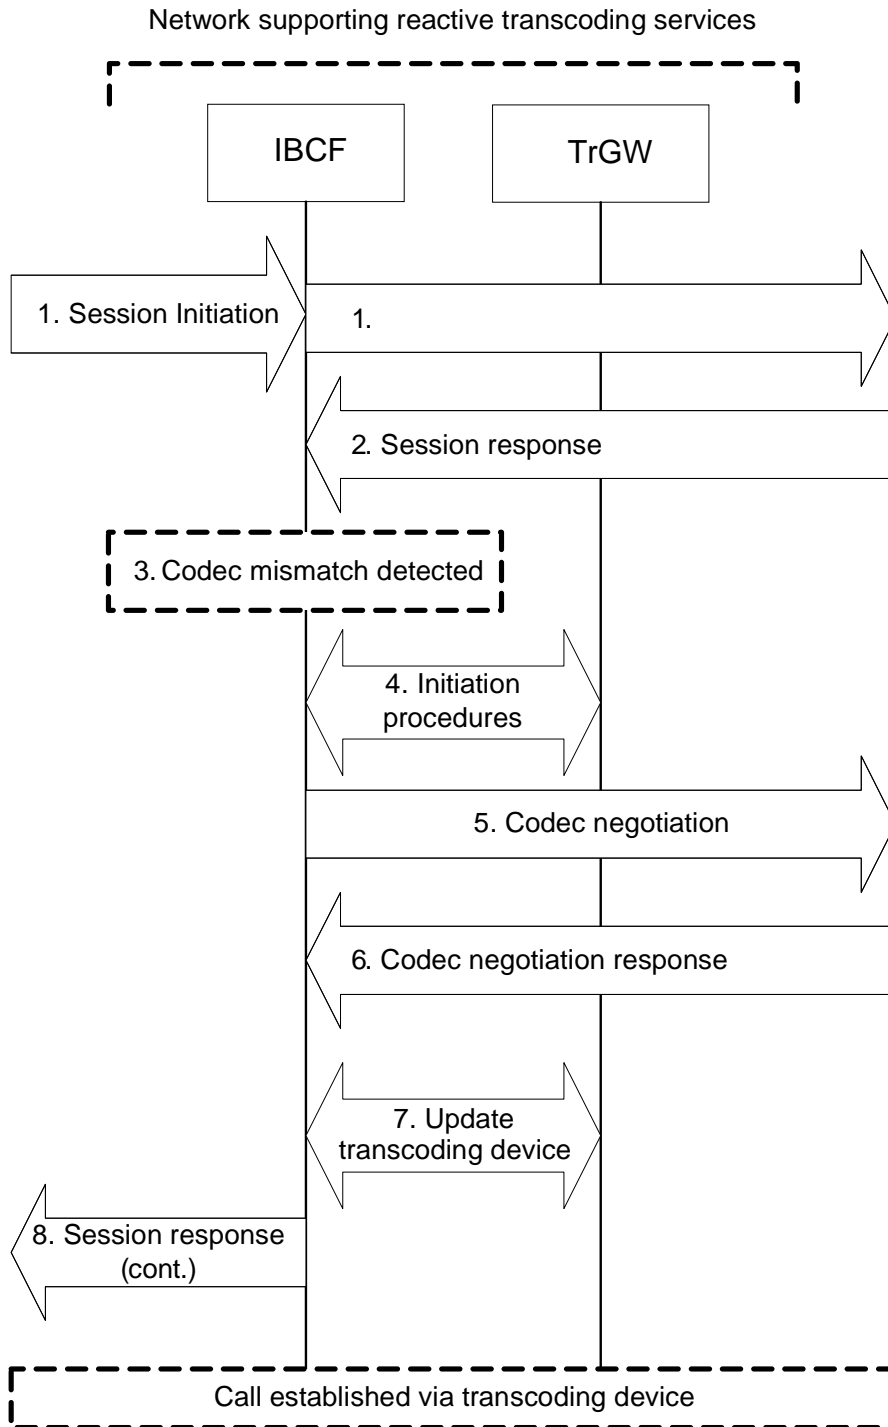 Network supporting reactive transcoding services
IBCF
TrGW
1. Session Initiation
1.
2. Session response
3. Codec mismatch detected
4. Initiation
procedures
5. Codec negotiation
6. Codec negotiation response
7. Update
transcoding device
8. Session response
(cont.)
Call established via transcoding device